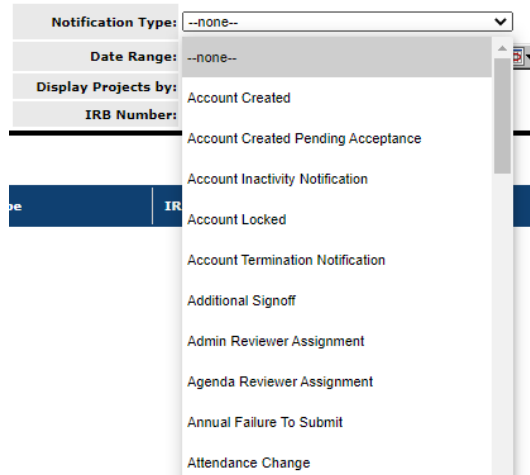 Notification Type: --none--
Date Range: --none--
Display Projects by:
Account Created
IRB Number:
Account Created Pending Acceptance
Account Inactivity Notification
pe IR
Account Locked
Account Termination Notification
Additional Signoff
Admin Reviewer Assignment
Agenda Reviewer Assignment
Annual Failure To Submit
Attendance Change